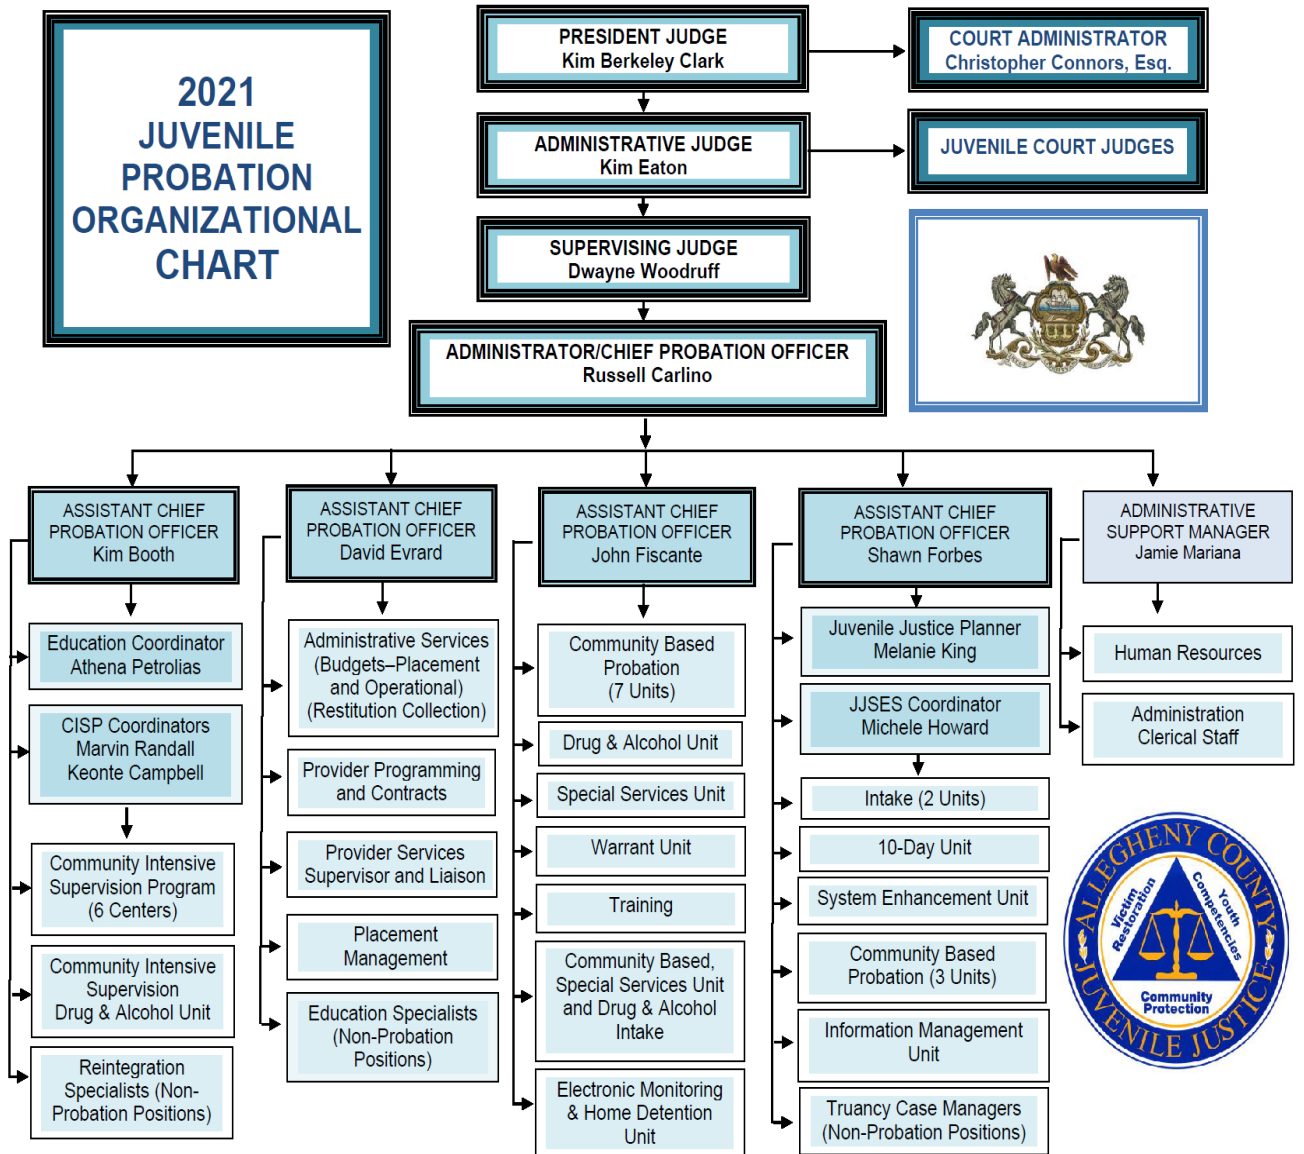 2021
JUVENILE
PROBATION
ORGANIZATIONAL
CHART
PRESIDENT JUDGE
Kim Berkeley Clark
COURT ADMINISTRATOR
Christopher Connors, Esq.
ADMINISTRATIVE JUDGE
Kim Eaton
JUVENILE COURT JUDGES
SUPERVISING JUDGE
Dwayne Woodruff
ADMINISTRATOR/CHIEF PROBATION OFFICER
Russell Carlino
ASSISTANT CHIEF
PROBATION OFFICER
Kim Booth
Education Coordinator
Athena Petrolias
CISP Coordinators
Marvin Randall
Keonte Campbell
Community Intensive
Supervision Program
(6 Centers)
Community Intensive
Supervision
Drug & Alcohol Unit
Reintegration
Specialists (Non-
Probation Positions)
ASSISTANT CHIEF
PROBATION OFFICER
David Evrard
Administrative Services
(Budgets–Placement
and Operational)
(Restitution Collection)
Provider Programming
and Contracts
Provider Services
Supervisor and Liaison
Placement
Management
Education Specialists
(Non-Probation
Positions)
ASSISTANT CHIEF
PROBATION OFFICER
John Fiscante
Community Based
Probation
(7 Units)
Drug & Alcohol Unit
Special Services Unit
Warrant Unit
Training
Community Based,
Special Services Unit
and Drug & Alcohol
Intake
Electronic Monitoring
& Home Detention
Unit
ASSISTANT CHIEF
PROBATION OFFICER
Shawn Forbes
Juvenile Justice Planner
Melanie King
JJSES Coordinator
Michele Howard
Intake (2 Units)
10-Day Unit
System Enhancement Unit
Community Based
Probation (3 Units)
Information Management
Unit
Truancy Case Managers
(Non-Probation Positions)
ADMINISTRATIVE
SUPPORT MANAGER
Jamie Mariana
Human Resources
Administration
Clerical Staff
ALLEGHENY COUNTY
Victim
Restoration
Youth
Competencies
Community
Protection
JUVENILE JUSTICE